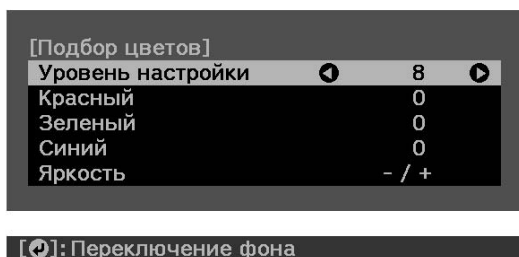 [Подбор цветов]
Уровень настройки 8
Красный 0
Зеленый 0
Синий 0
Яркость - / +
[ ]: Переключение фона